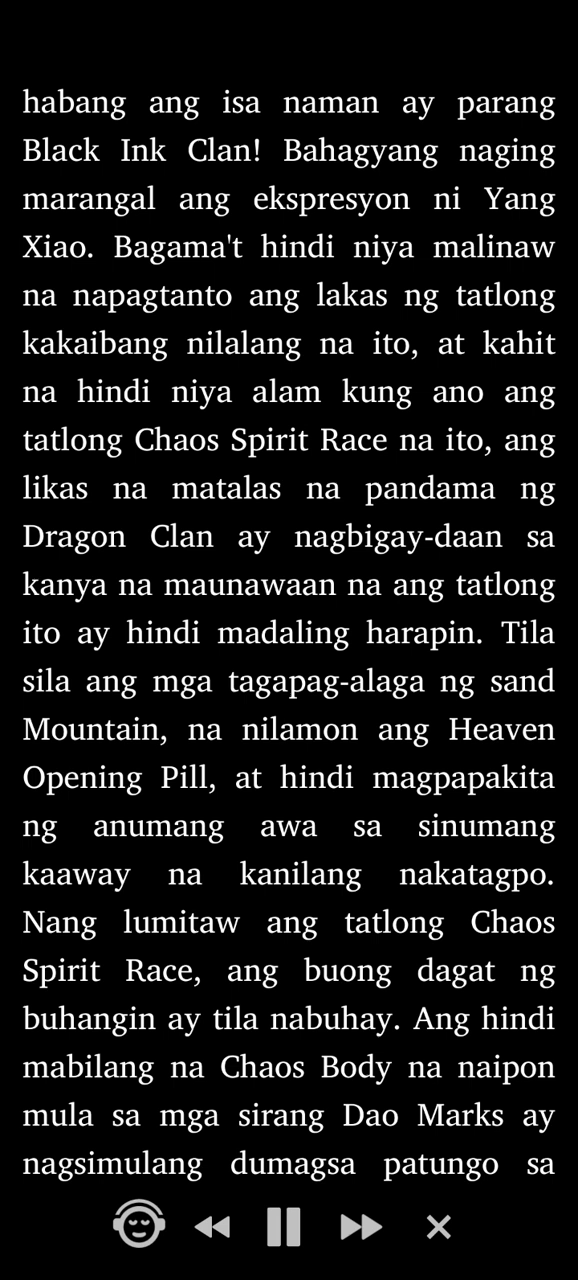 habang ang isa naman ay parang
Black Ink Clan! Bahagyang naging
marangal ang ekspresyon ni Yang
Xiao. Bagama't hindi niya malinaw
na napagtanto ang lakas ng tatlong
kakaibang nilalang na ito, at kahit
na hindi niya alam kung ano ang
tatlong Chaos Spirit Race na ito, ang
likas na matalas na pandama ng
Dragon Clan ay nagbigay-daan sa
kanya na maunawaan na ang tatlong
ito ay hindi madaling harapin. Tila
sila ang mga tagapag-alaga ng sand
Mountain, na nilamon ang Heaven
Opening Pill, at hindi magpapakita
ng anumang awa sa sinumang
kaaway na kanilang nakatagpo.
Nang lumitaw ang tatlong Chaos
Spirit Race, ang buong dagat ng
buhangin ay tila nabuhay. Ang hindi
mabilang na Chaos Body na naipon
mula sa mga sirang Dao Marks ay
nagsimulang dumagsa patungo sa